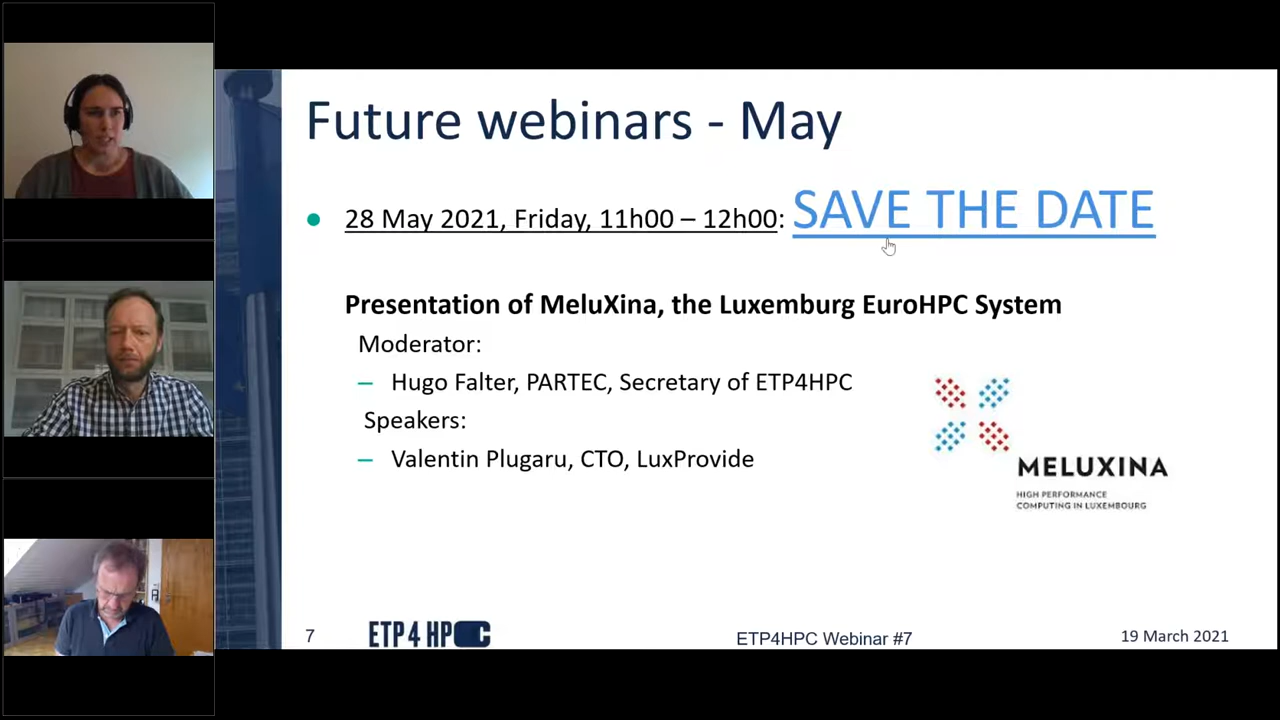 Future webinars - May
28 May 2021, Friday, 11h00 – 12h00: SAVE THE DATE
Presentation of MeluXina, the Luxemburg EuroHPC System
Moderator:
– Hugo Falter, PARTEC, Secretary of ETP4HPC
Speakers:
– Valentin Plugaru, CTO, LuxProvide
MELUXINA
HIGH PERFORMANCE
COMPUTING IN LUXEMBOURG
7 ETP4HPC ETP4HPC Webinar #7 19 March 2021